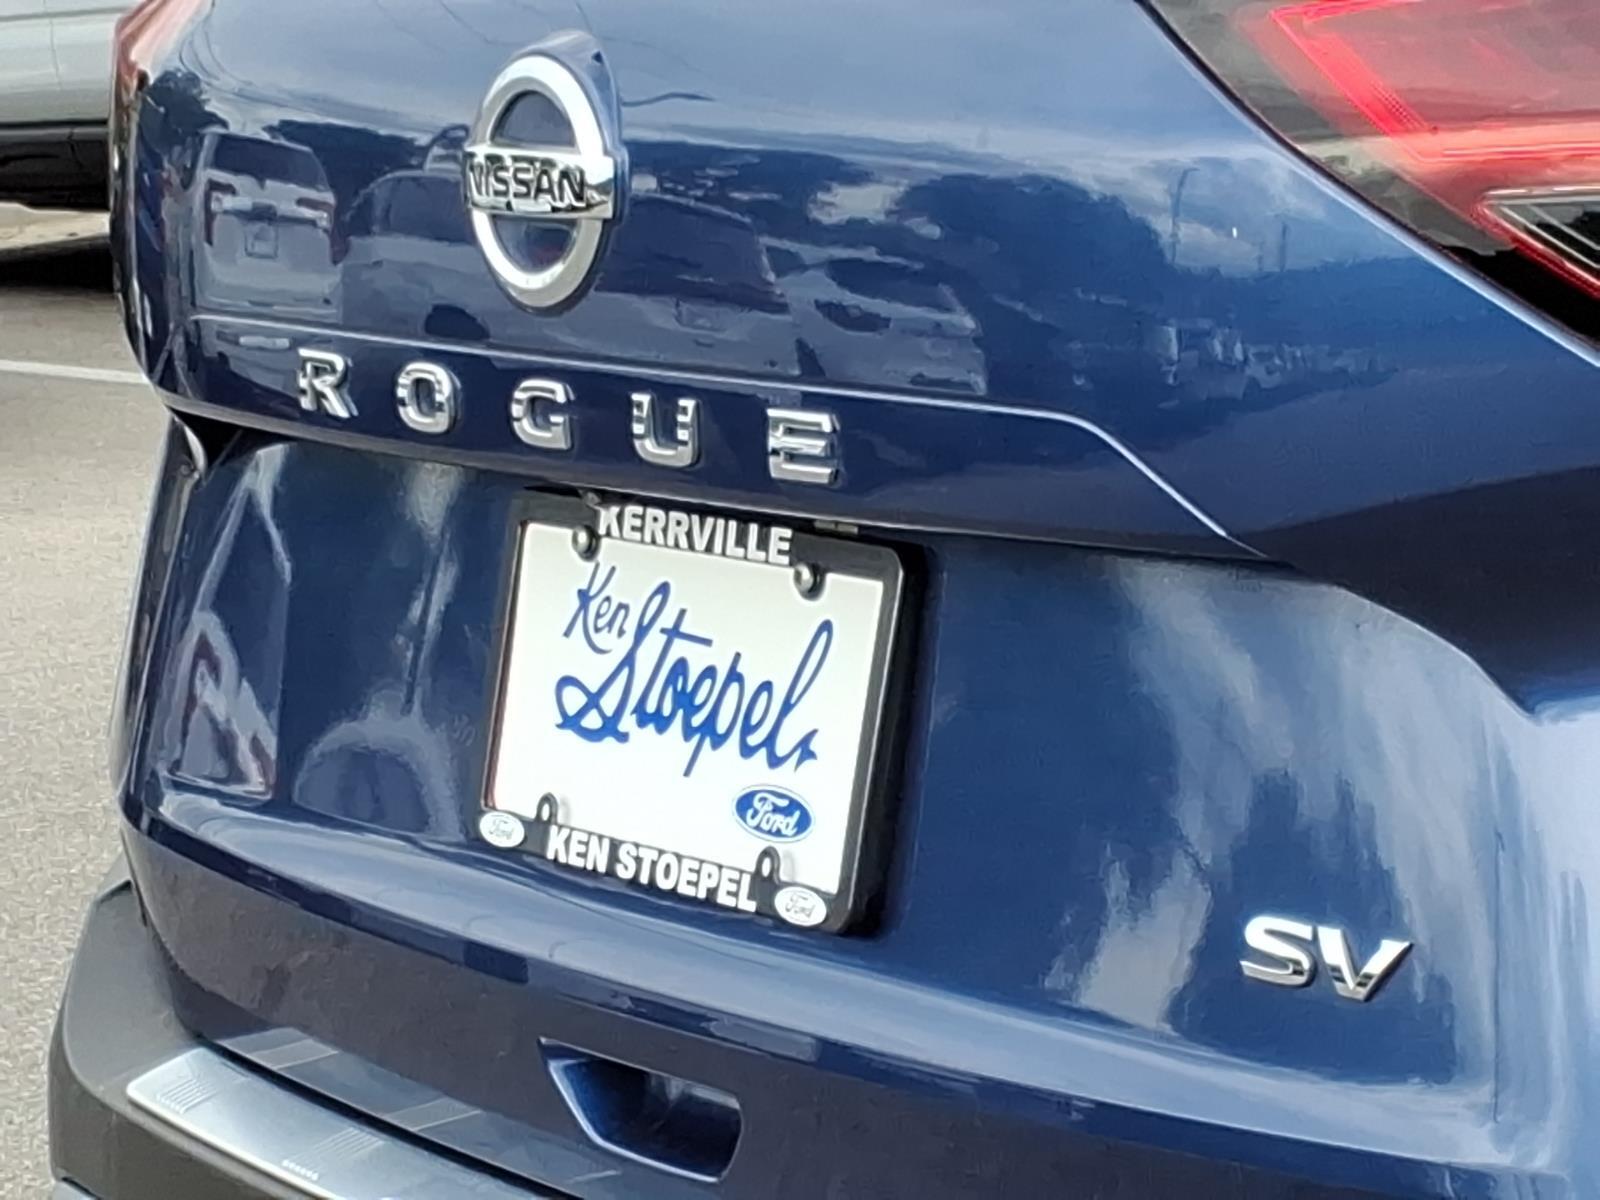 NISSAN
ROGUE
KERRVILLE
Ken
Stoepel
Ford
Ford
KEN STOEPEL
Ford
SV